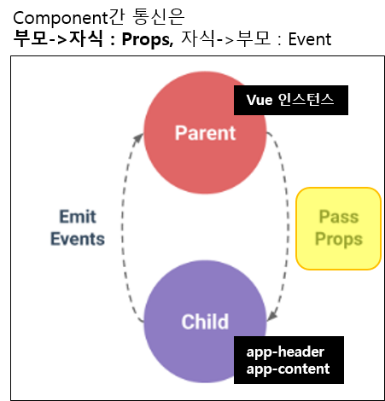 Component간 통신은
부모->자식 : Props, 자식->부모 : Event
Vue 인스턴스
Parent
Emit
Events
Pass
Props
Child
app-header
app-content